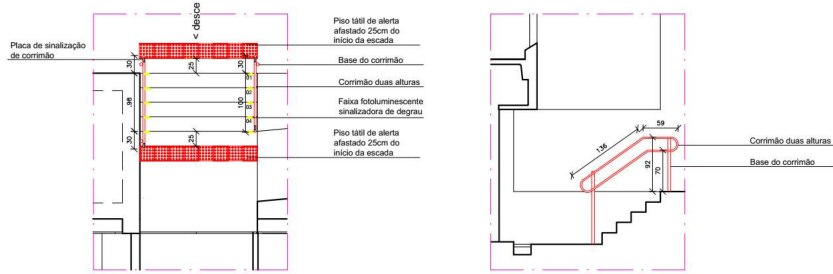 < desce
Piso tátil de alerta
afastado 25cm do
início da escada
Placa de sinalização
de corrimão
Base do corrimão
.30
.25
.30
Corrimão duas alturas
.98
100
Faixa fotoluminescente
sinalizadora de degrau
.30
.25
Piso tátil de alerta
afastado 25cm do
início da escada
59
136
Corrimão duas alturas
92
70
Base do corrimão